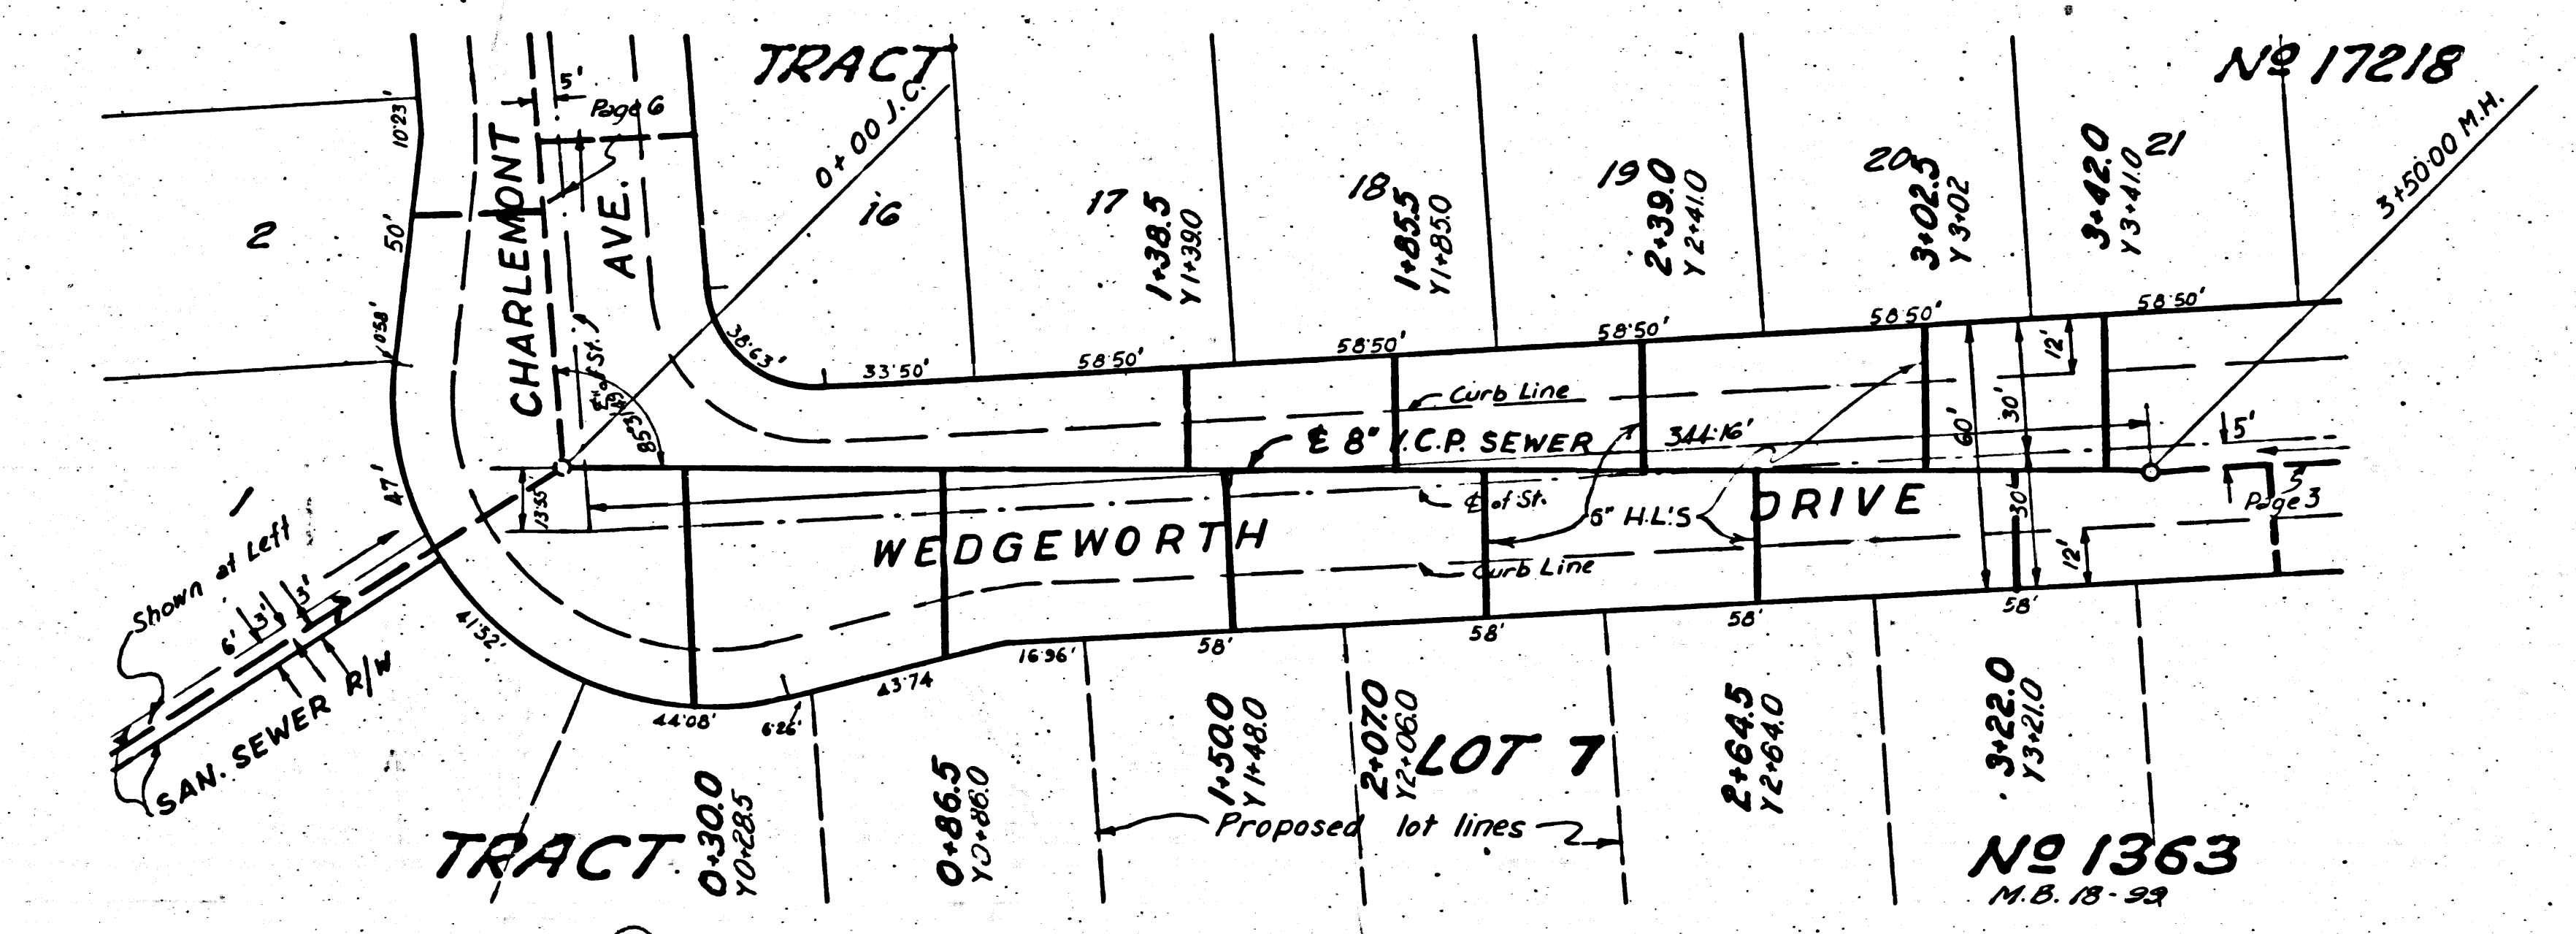 TRACT
No 17218
5'
Page 6
0+00 J.C.
3+50.00 M.H.
10.23'
CHARLEMONT
AVE.
2
50'
10.58'
47'
16
17
1+38.5
Y1+39.0
18
1+85.5
Y1+85.0
19
2+39.0
Y2+41.0
20
3+02.5
Y3+02
3+42.0
Y3+41.0
21
38.63'
33.50'
58.50'
58.50'
58.50'
58.50'
58.50'
℄ of St.
Curb Line
12'
60'
30'
5'
℄ 8" V.C.P. SEWER
344.16'
13.55'
WEDGEWORTH
DRIVE
℄ of St.
6" H.L.'S
30'
5
Page 3
12'
Curb Line
Shown at Left
6'
3'
3'
R/W
SAN. SEWER
41.52'
44.08'
6.26'
43.74
16.96'
58'
58'
58'
58'
0+30.0
Y0+28.5
0+86.5
Y0+86.0
1+50.0
Y1+48.0
2+07.0
Y2+06.0
LOT 7
2+64.5
Y2+64.0
3+22.0
Y3+21.0
Proposed lot lines
TRACT
No 1363
M.B. 18-99